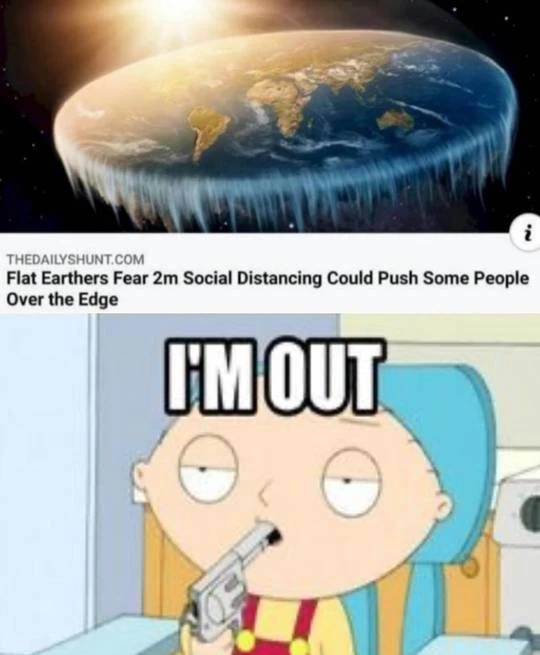 i
THEDAILYSHUNT.COM
Flat Earthers Fear 2m Social Distancing Could Push Some People
Over the Edge
I'M OUT